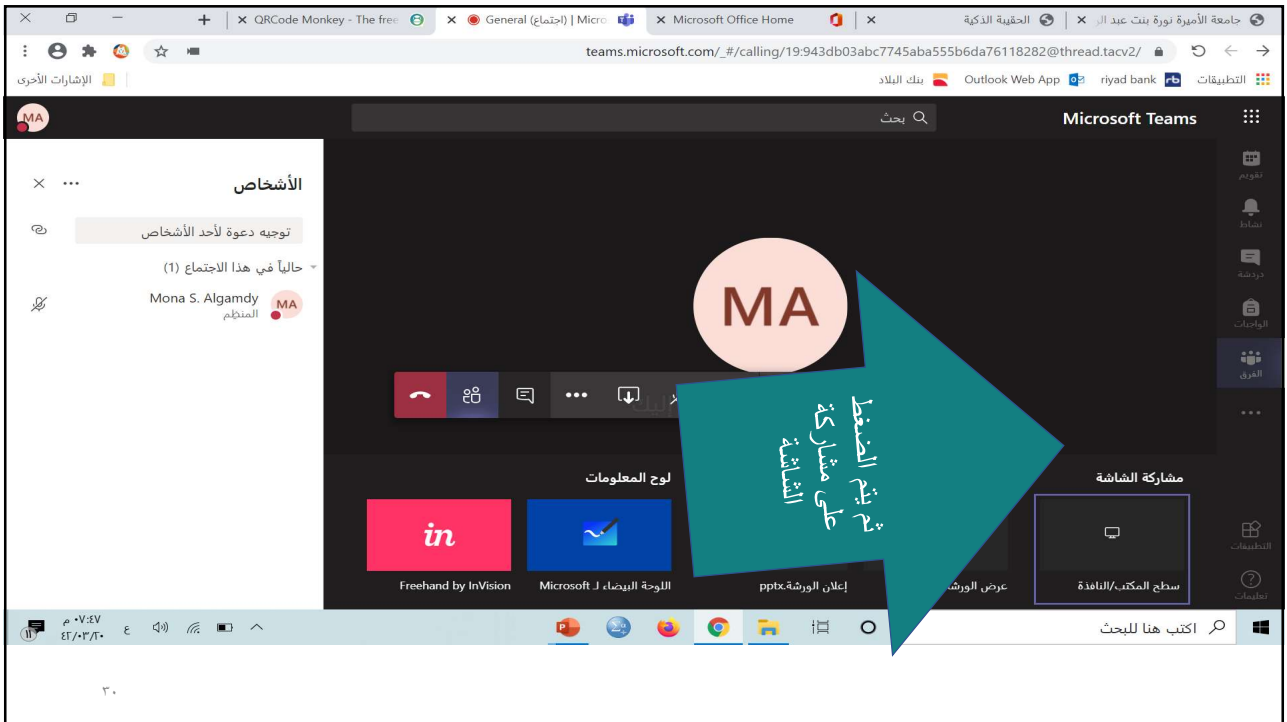 جامعة الأميرة نورة بنت عبد الر
الحقيبة الذكية
Microsoft Office Home
General (اجتماع) | Micro
QRCode Monkey - The free
teams.microsoft.com/_#/calling/19:943db03abc7745aba555b6da76118282@thread.tacv2/
التطبيقات
riyad bank
Outlook Web App
بنك البلاد
الإشارات الأخرى
Microsoft Teams
بحث
MA
تقويم
نشاط
دردشة
الواجبات
الفرق
التطبيقات
تعليمات
الأشخاص
توجيه دعوة لأحد الأشخاص
حالياً في هذا الاجتماع (1)
MA
Mona S. Algamdy
المنظِم
MA
ثم يتم الضغط
على مشاركة
الشاشة
مشاركة الشاشة
لوح المعلومات
سطح المكتب/النافذة
عرض
إعلان الورشة.pptx
اللوحة البيضاء لـ Microsoft
in
Freehand by InVision
اكتب هنا للبحث
ع
٠٧:٤٧ م
٤٢/٠٣/٢٠
٣٠